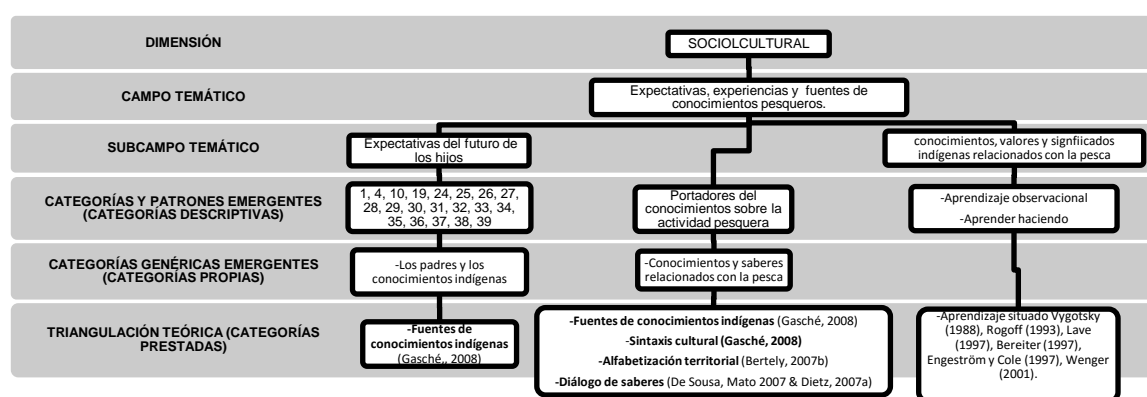 DIMENSIÓN
SOCIOLCULTURAL
CAMPO TEMÁTICO
Expectativas, experiencias y fuentes de
conocimientos pesqueros.
SUBCAMPO TEMÁTICO
Expectativas del futuro de
los hijos
conocimientos, valores y signfiicados
indígenas relacionados con la pesca
CATEGORÍAS Y PATRONES EMERGENTES
(CATEGORÍAS DESCRIPTIVAS)
1, 4, 10, 19, 24, 25, 26, 27,
28, 29, 30, 31, 32, 33, 34,
35, 36, 37, 38, 39
Portadores del
conocimientos sobre la
actividad pesquera
-Aprendizaje observacional
-Aprender haciendo
CATEGORÍAS GENÉRICAS EMERGENTES
(CATEGORÍAS PROPIAS)
-Los padres y los
conocimientos indígenas
-Conocimientos y saberes
relacionados con la pesca
TRIANGULACIÓN TEÓRICA (CATEGORÍAS
PRESTADAS)
-Fuentes de
conocimientos indígenas
(Gasché,, 2008)
-Fuentes de conocimientos indígenas (Gasché, 2008)
-Sintaxis cultural (Gasché, 2008)
-Alfabetización territorial (Bertely, 2007b)
-Diálogo de saberes (De Sousa, Mato 2007 & Dietz, 2007a)
-Aprendizaje situado Vygotsky
(1988), Rogoff (1993), Lave
(1997), Bereiter (1997),
Engeström y Cole (1997), Wenger
(2001).